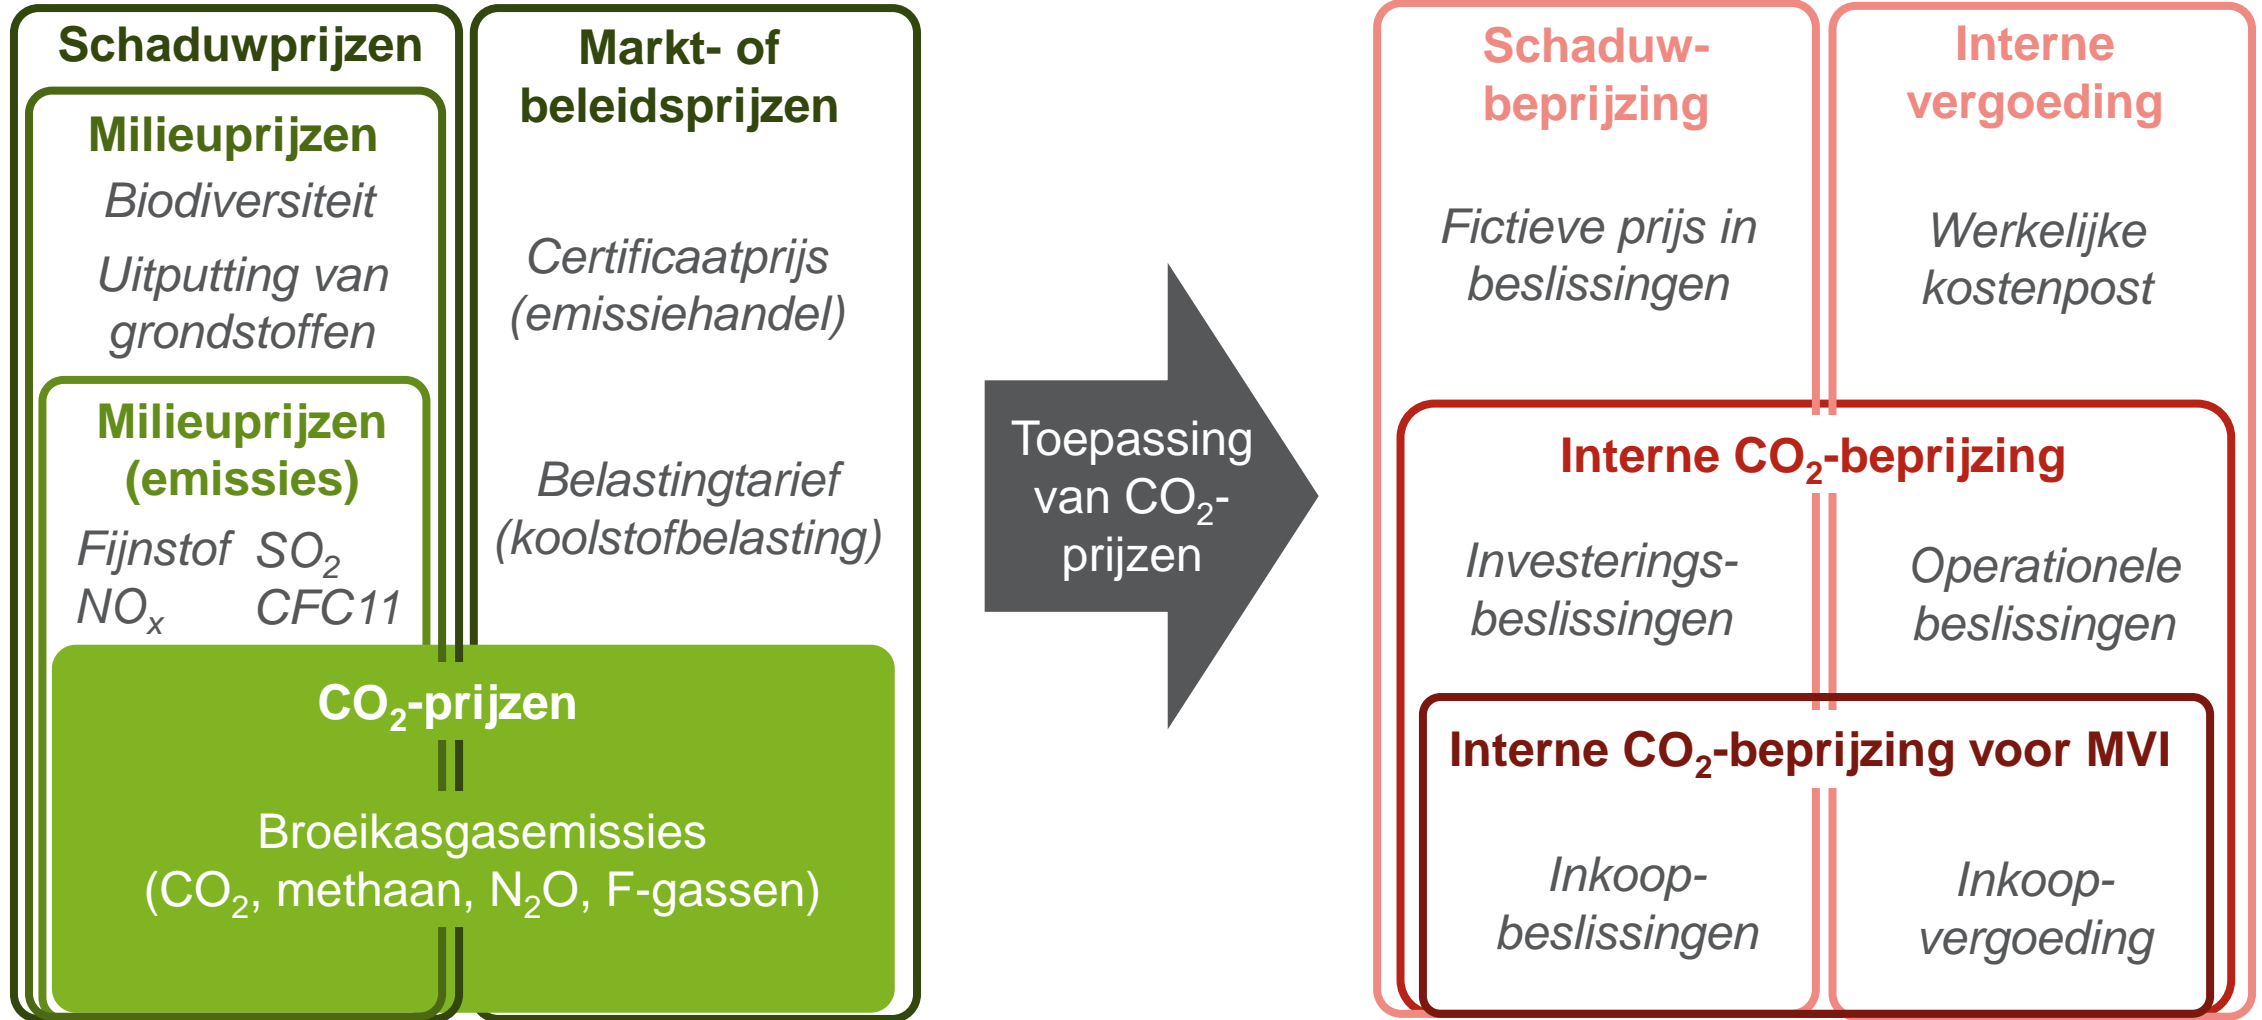 Schaduwprijzen
Milieuprijzen
Biodiversiteit
Uitputting van
grondstoffen
Milieuprijzen
(emissies)
Fijnstof SO₂
NOₓ CFC11
Markt- of
beleidsprijzen
Certificaatprijs
(emissiehandel)
Belastingtarief
(koolstofbelasting)
CO₂-prijzen
Broeikasgasemissies
(CO₂, methaan, N₂O, F-gassen)
Toepassing
van CO₂-
prijzen
Schaduw-
beprijzing
Fictieve prijs in
beslissingen
Interne
vergoeding
Werkelijke
kostenpost
Interne CO₂-beprijzing
Investerings-
beslissingen
Operationele
beslissingen
Interne CO₂-beprijzing voor MVI
Inkoop-
beslissingen
Inkoop-
vergoeding